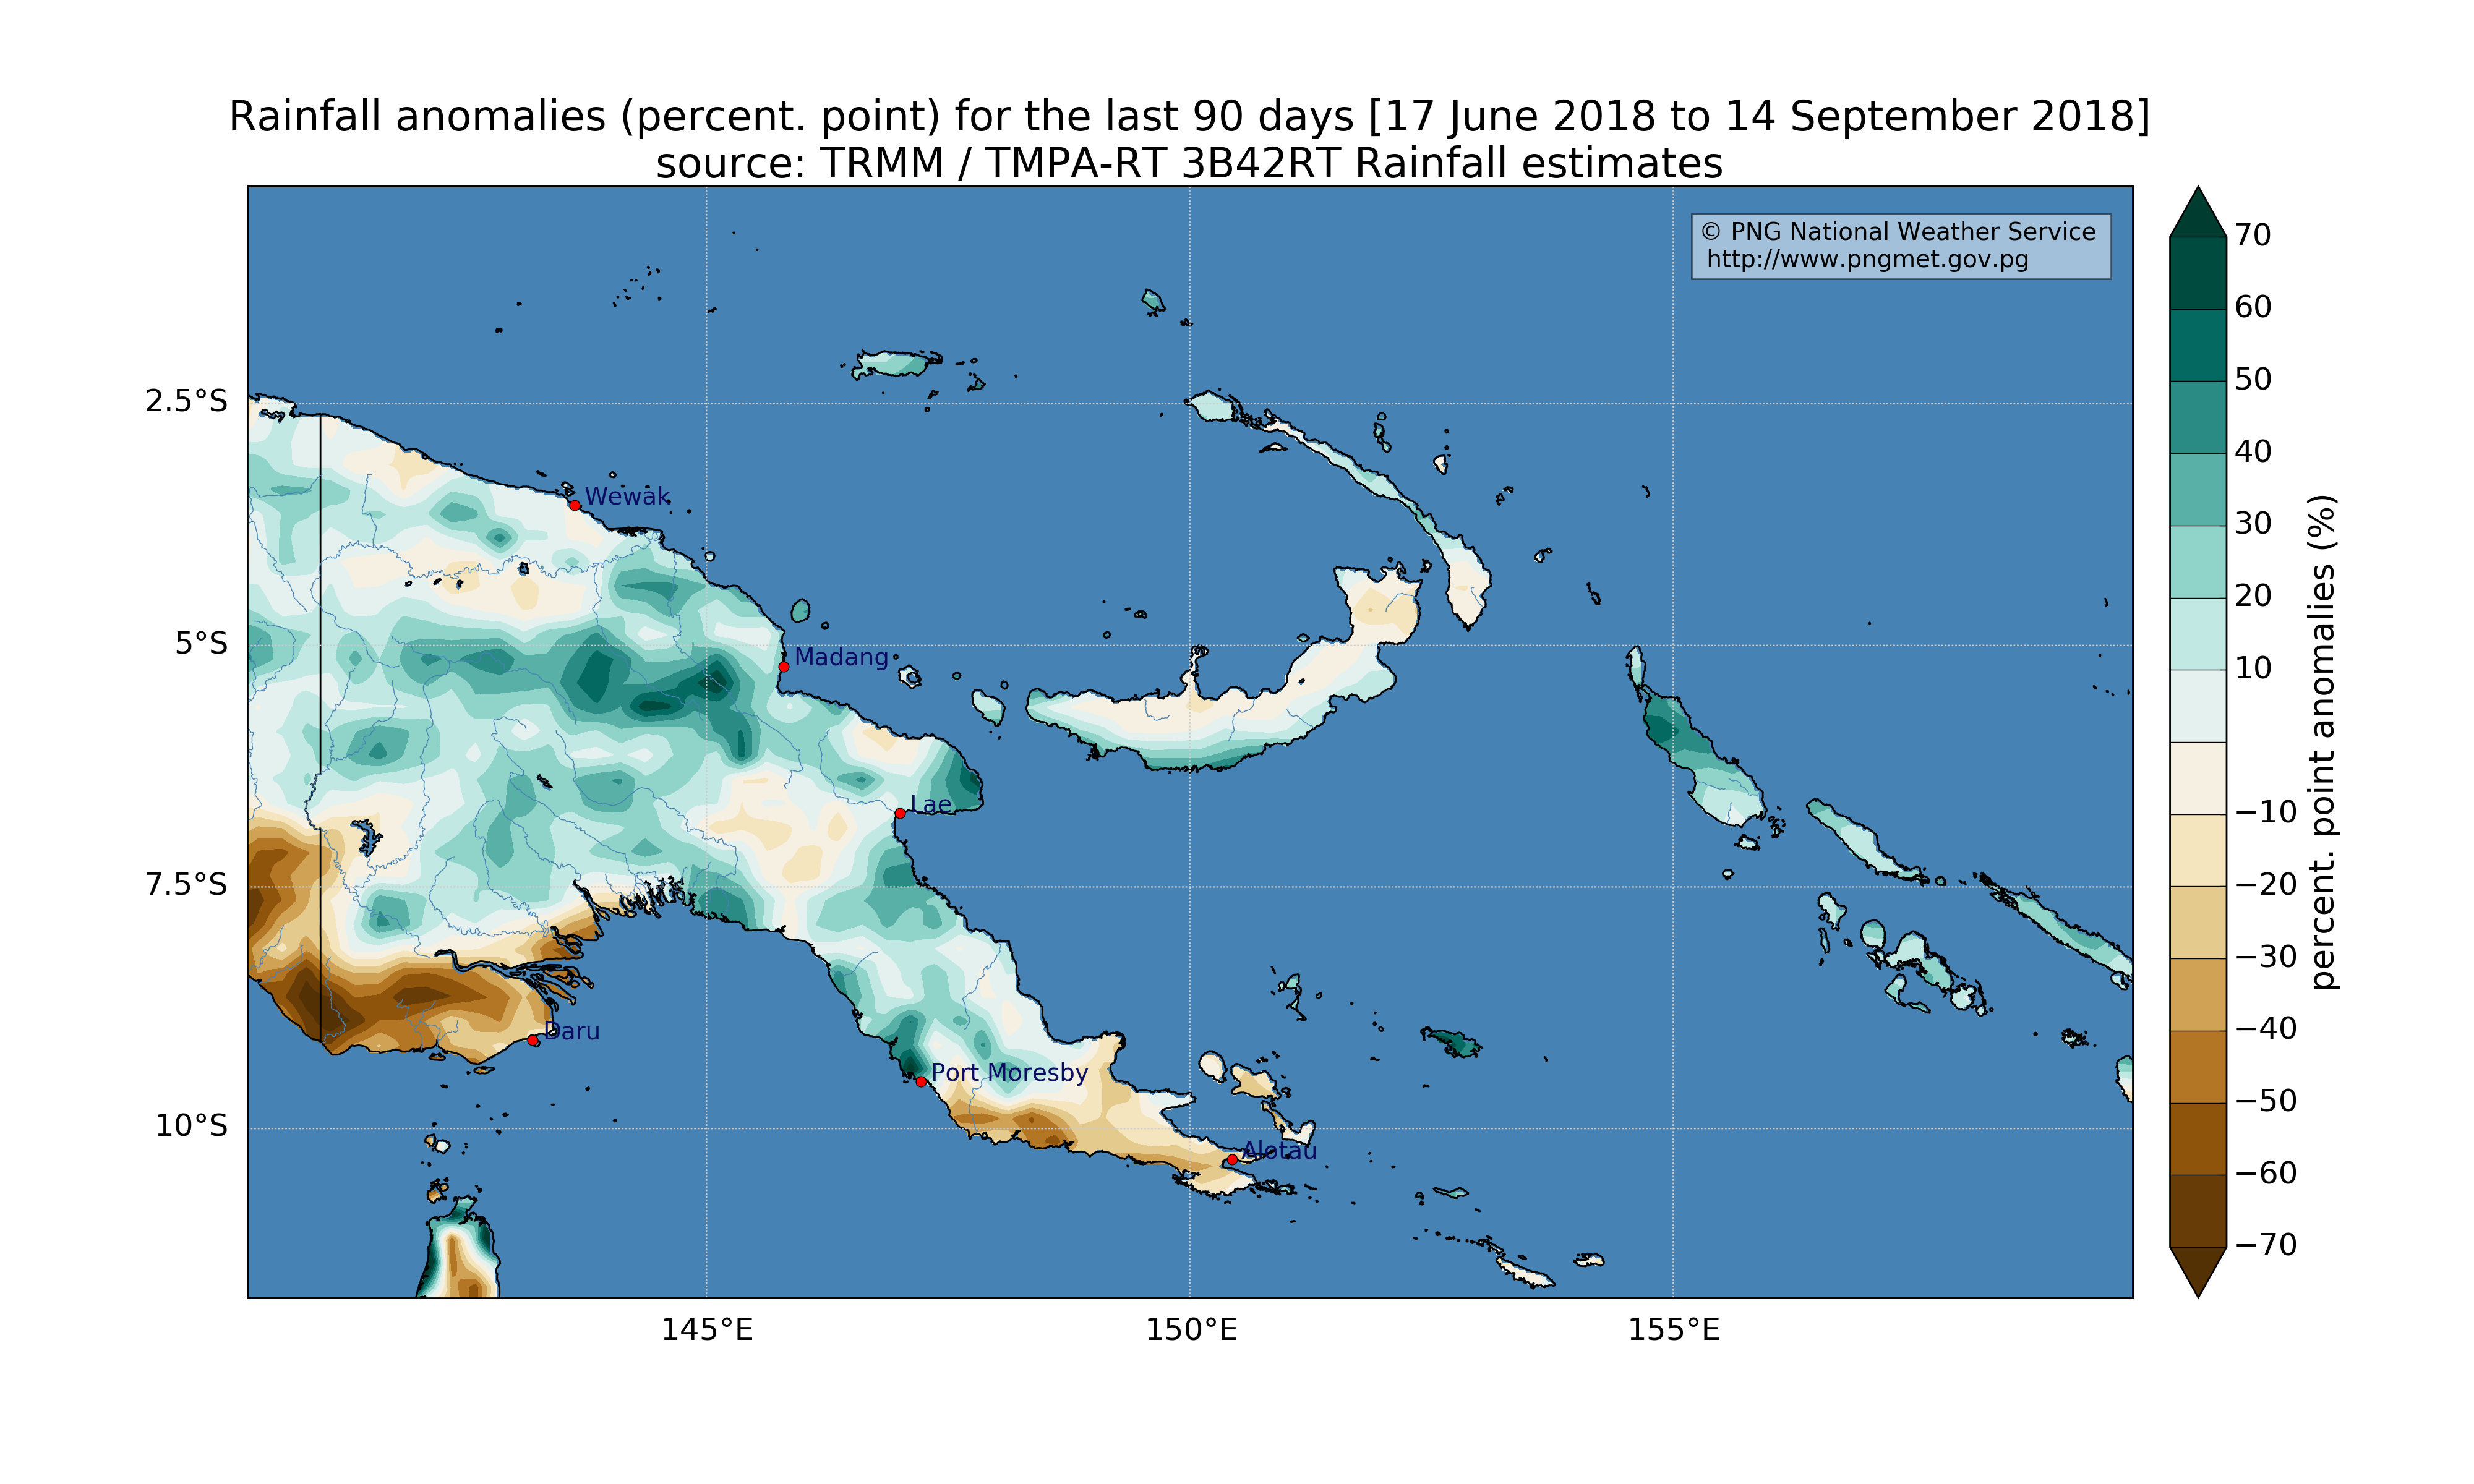 Rainfall anomalies (percent. point) for the last 90 days [17 June 2018 to 14 September 2018]
source: TRMM / TMPA-RT 3B42RT Rainfall estimates
© PNG National Weather Service
http://www.pngmet.gov.pg
2.5°S
5°S
7.5°S
10°S
Wewak
Madang
Lae
Daru
Port Moresby
Alotau
145°E
150°E
155°E
70
60
50
40
30
20
10
−10
−20
−30
−40
−50
−60
−70
percent. point anomalies (%)